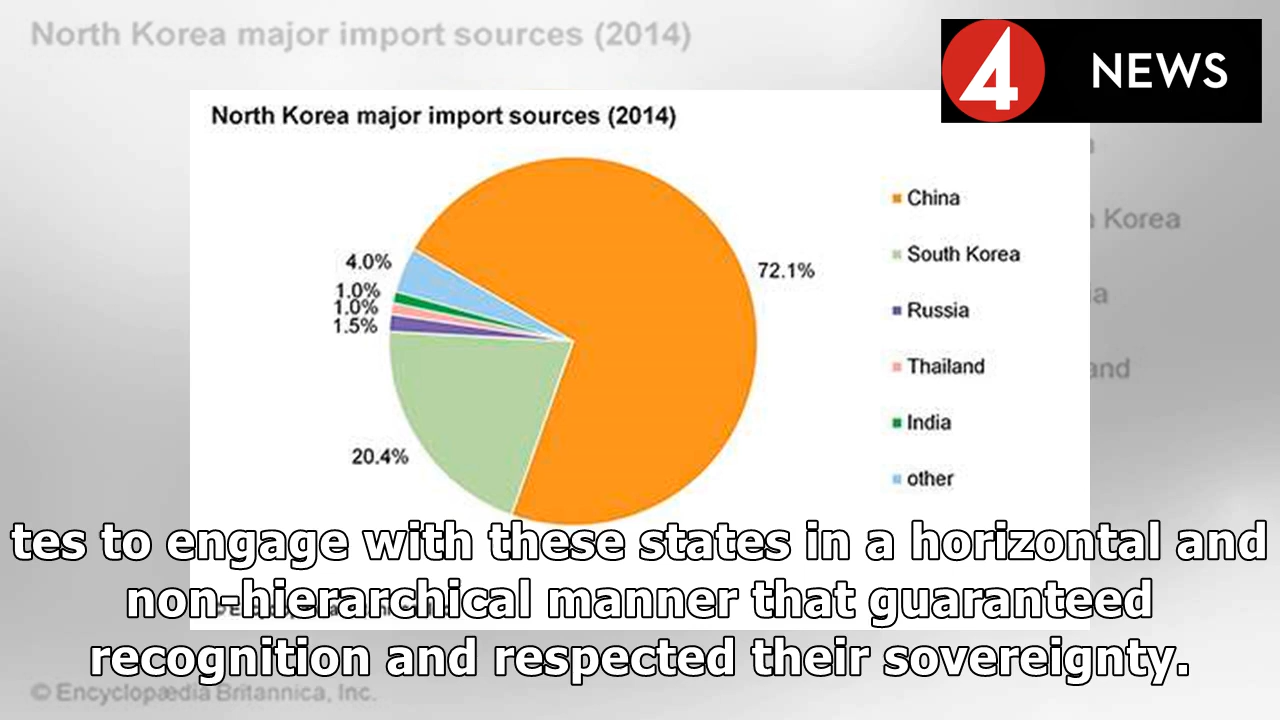 North Korea major import sources (2014)
4 NEWS
North Korea major import sources (2014)
China
4.0%
72.1%
South Korea
Korea
1.0%
1.0%
Russia
1.5%
Thailand
India
20.4%
other
tes to engage with these states in a horizontal and
non-hierarchical manner that guaranteed
recognition and respected their sovereignty.
© Encyclopædia Britannica, Inc.